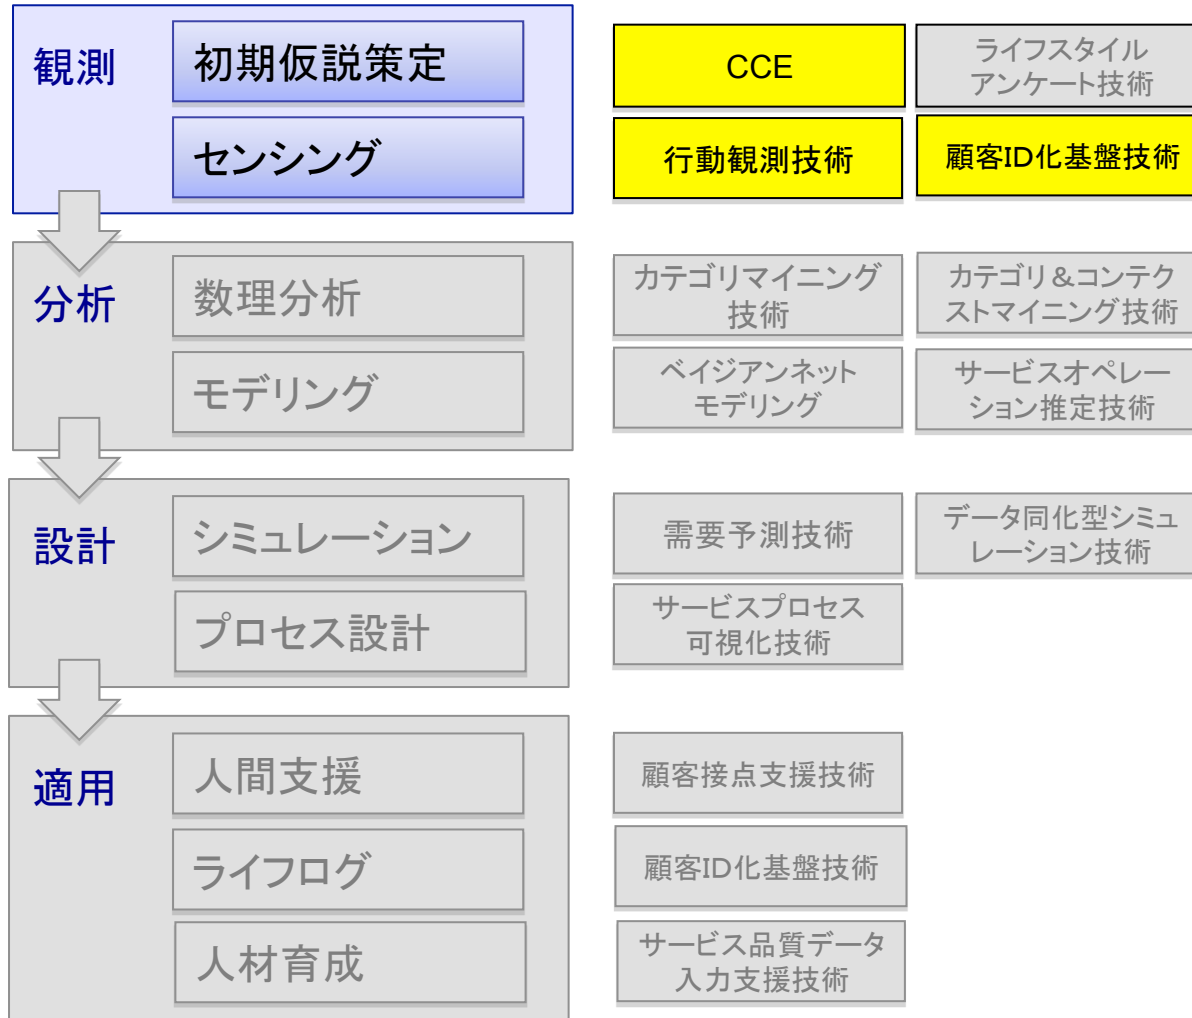 観測
初期仮説策定
センシング
CCE
ライフスタイル
アンケート技術
行動観測技術
顧客ID化基盤技術
分析
数理分析
モデリング
カテゴリマイニング
技術
カテゴリ&コンテク
ストマイニング技術
ベイジアンネット
モデリング
サービスオペレー
ション推定技術
設計
シミュレーション
プロセス設計
需要予測技術
データ同化型シミュ
レーション技術
サービスプロセス
可視化技術
適用
人間支援
ライフログ
人材育成
顧客接点支援技術
顧客ID化基盤技術
サービス品質データ
入力支援技術